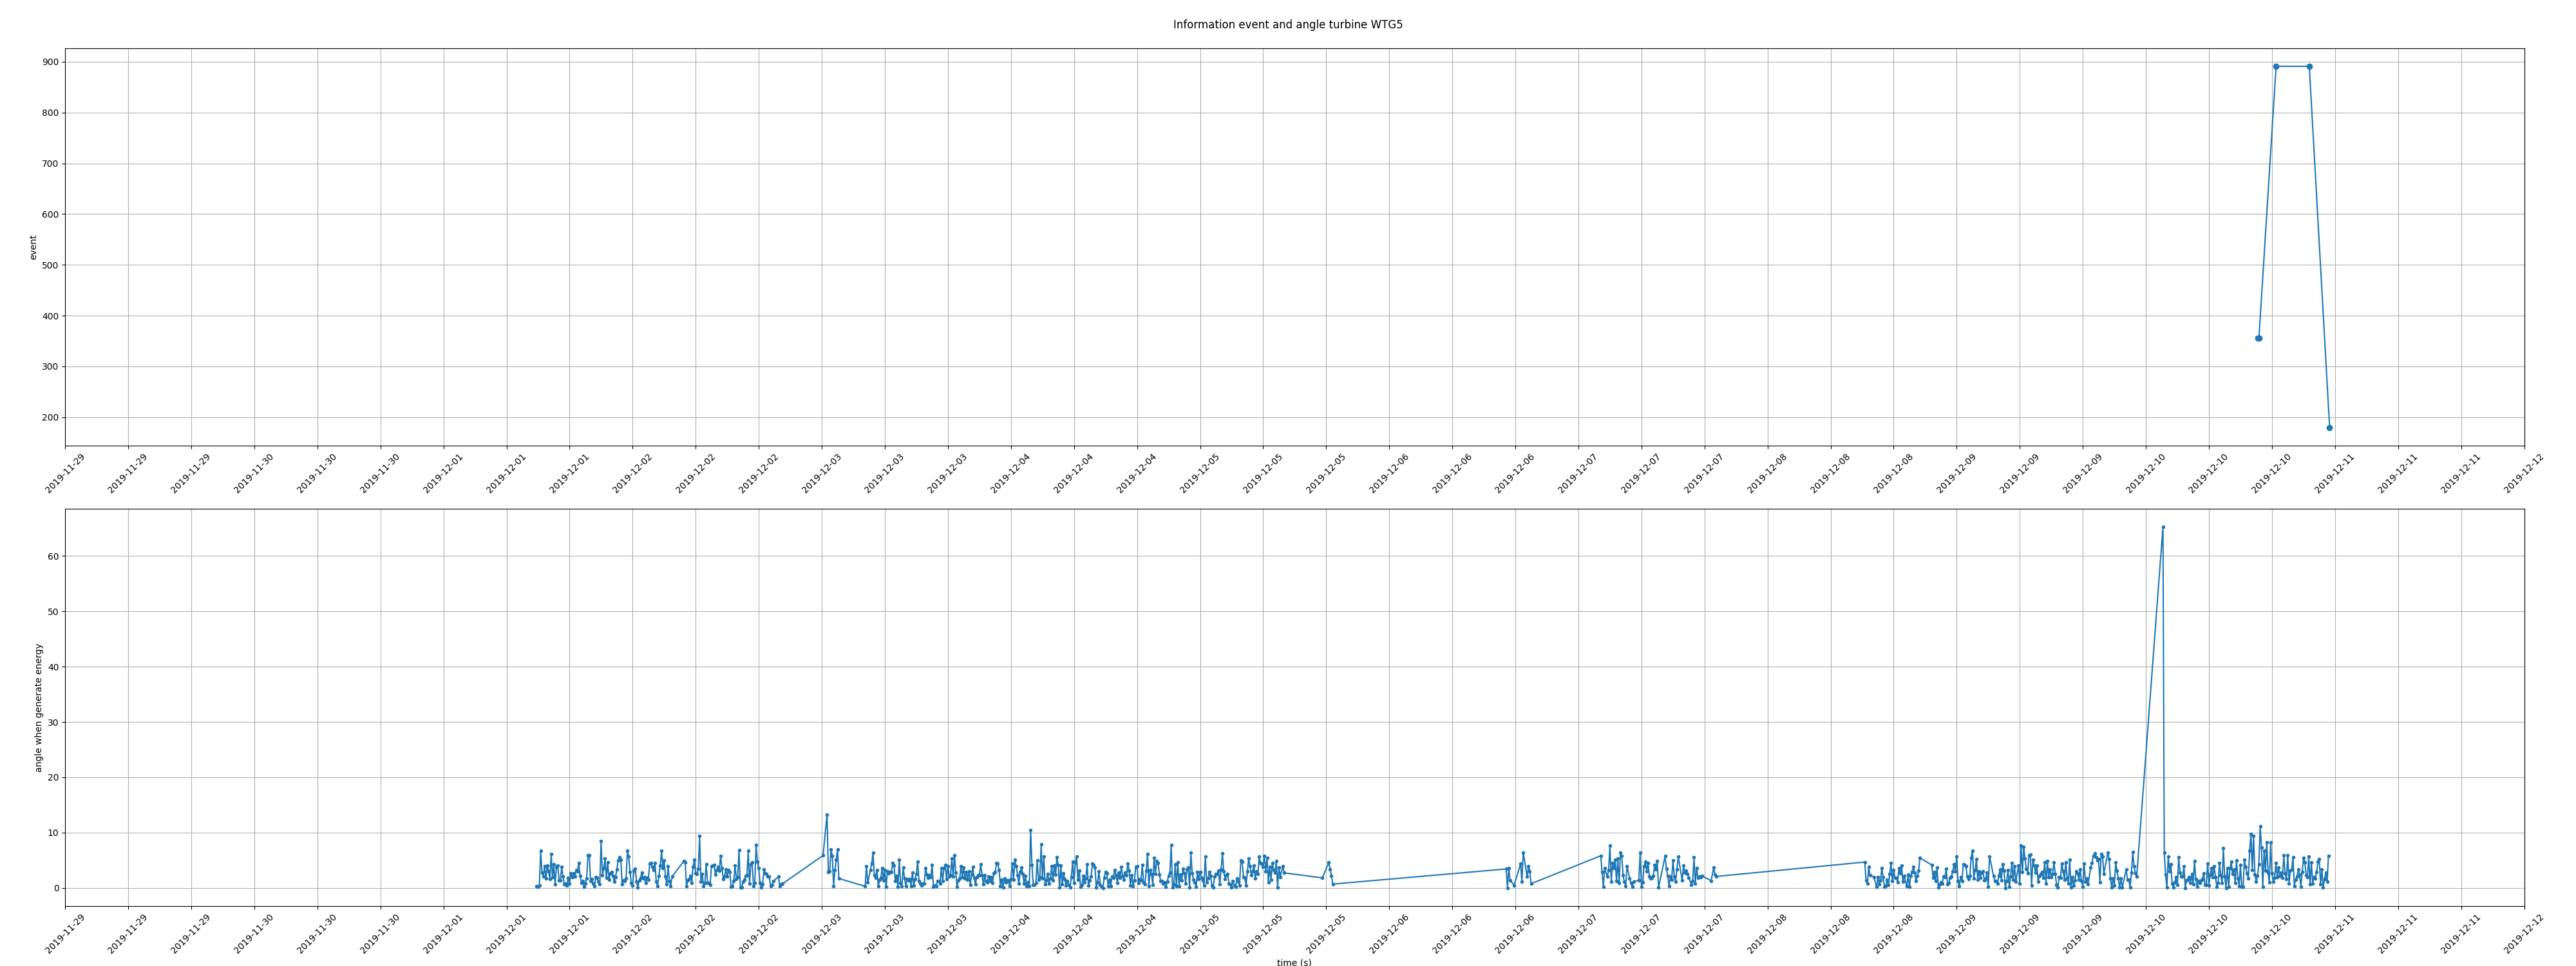 Information event and angle turbine WTG5
900
800
700
600
500
400
300
200
event
2019-11-29 2019-11-29 2019-11-29 2019-11-30 2019-11-30 2019-11-30 2019-12-01 2019-12-01 2019-12-01 2019-12-02 2019-12-02 2019-12-02 2019-12-03 2019-12-03 2019-12-03 2019-12-04 2019-12-04 2019-12-04 2019-12-05 2019-12-05 2019-12-05 2019-12-06 2019-12-06 2019-12-06 2019-12-07 2019-12-07 2019-12-07 2019-12-08 2019-12-08 2019-12-08 2019-12-09 2019-12-09 2019-12-09 2019-12-10 2019-12-10 2019-12-10 2019-12-11 2019-12-11 2019-12-11 2019-12-12
60
50
40
30
20
10
0
angle when generate energy
2019-11-29 2019-11-29 2019-11-29 2019-11-30 2019-11-30 2019-11-30 2019-12-01 2019-12-01 2019-12-01 2019-12-02 2019-12-02 2019-12-02 2019-12-03 2019-12-03 2019-12-03 2019-12-04 2019-12-04 2019-12-04 2019-12-05 2019-12-05 2019-12-05 2019-12-06 2019-12-06 2019-12-06 2019-12-07 2019-12-07 2019-12-07 2019-12-08 2019-12-08 2019-12-08 2019-12-09 2019-12-09 2019-12-09 2019-12-10 2019-12-10 2019-12-10 2019-12-11 2019-12-11 2019-12-11 2019-12-12
time (s)